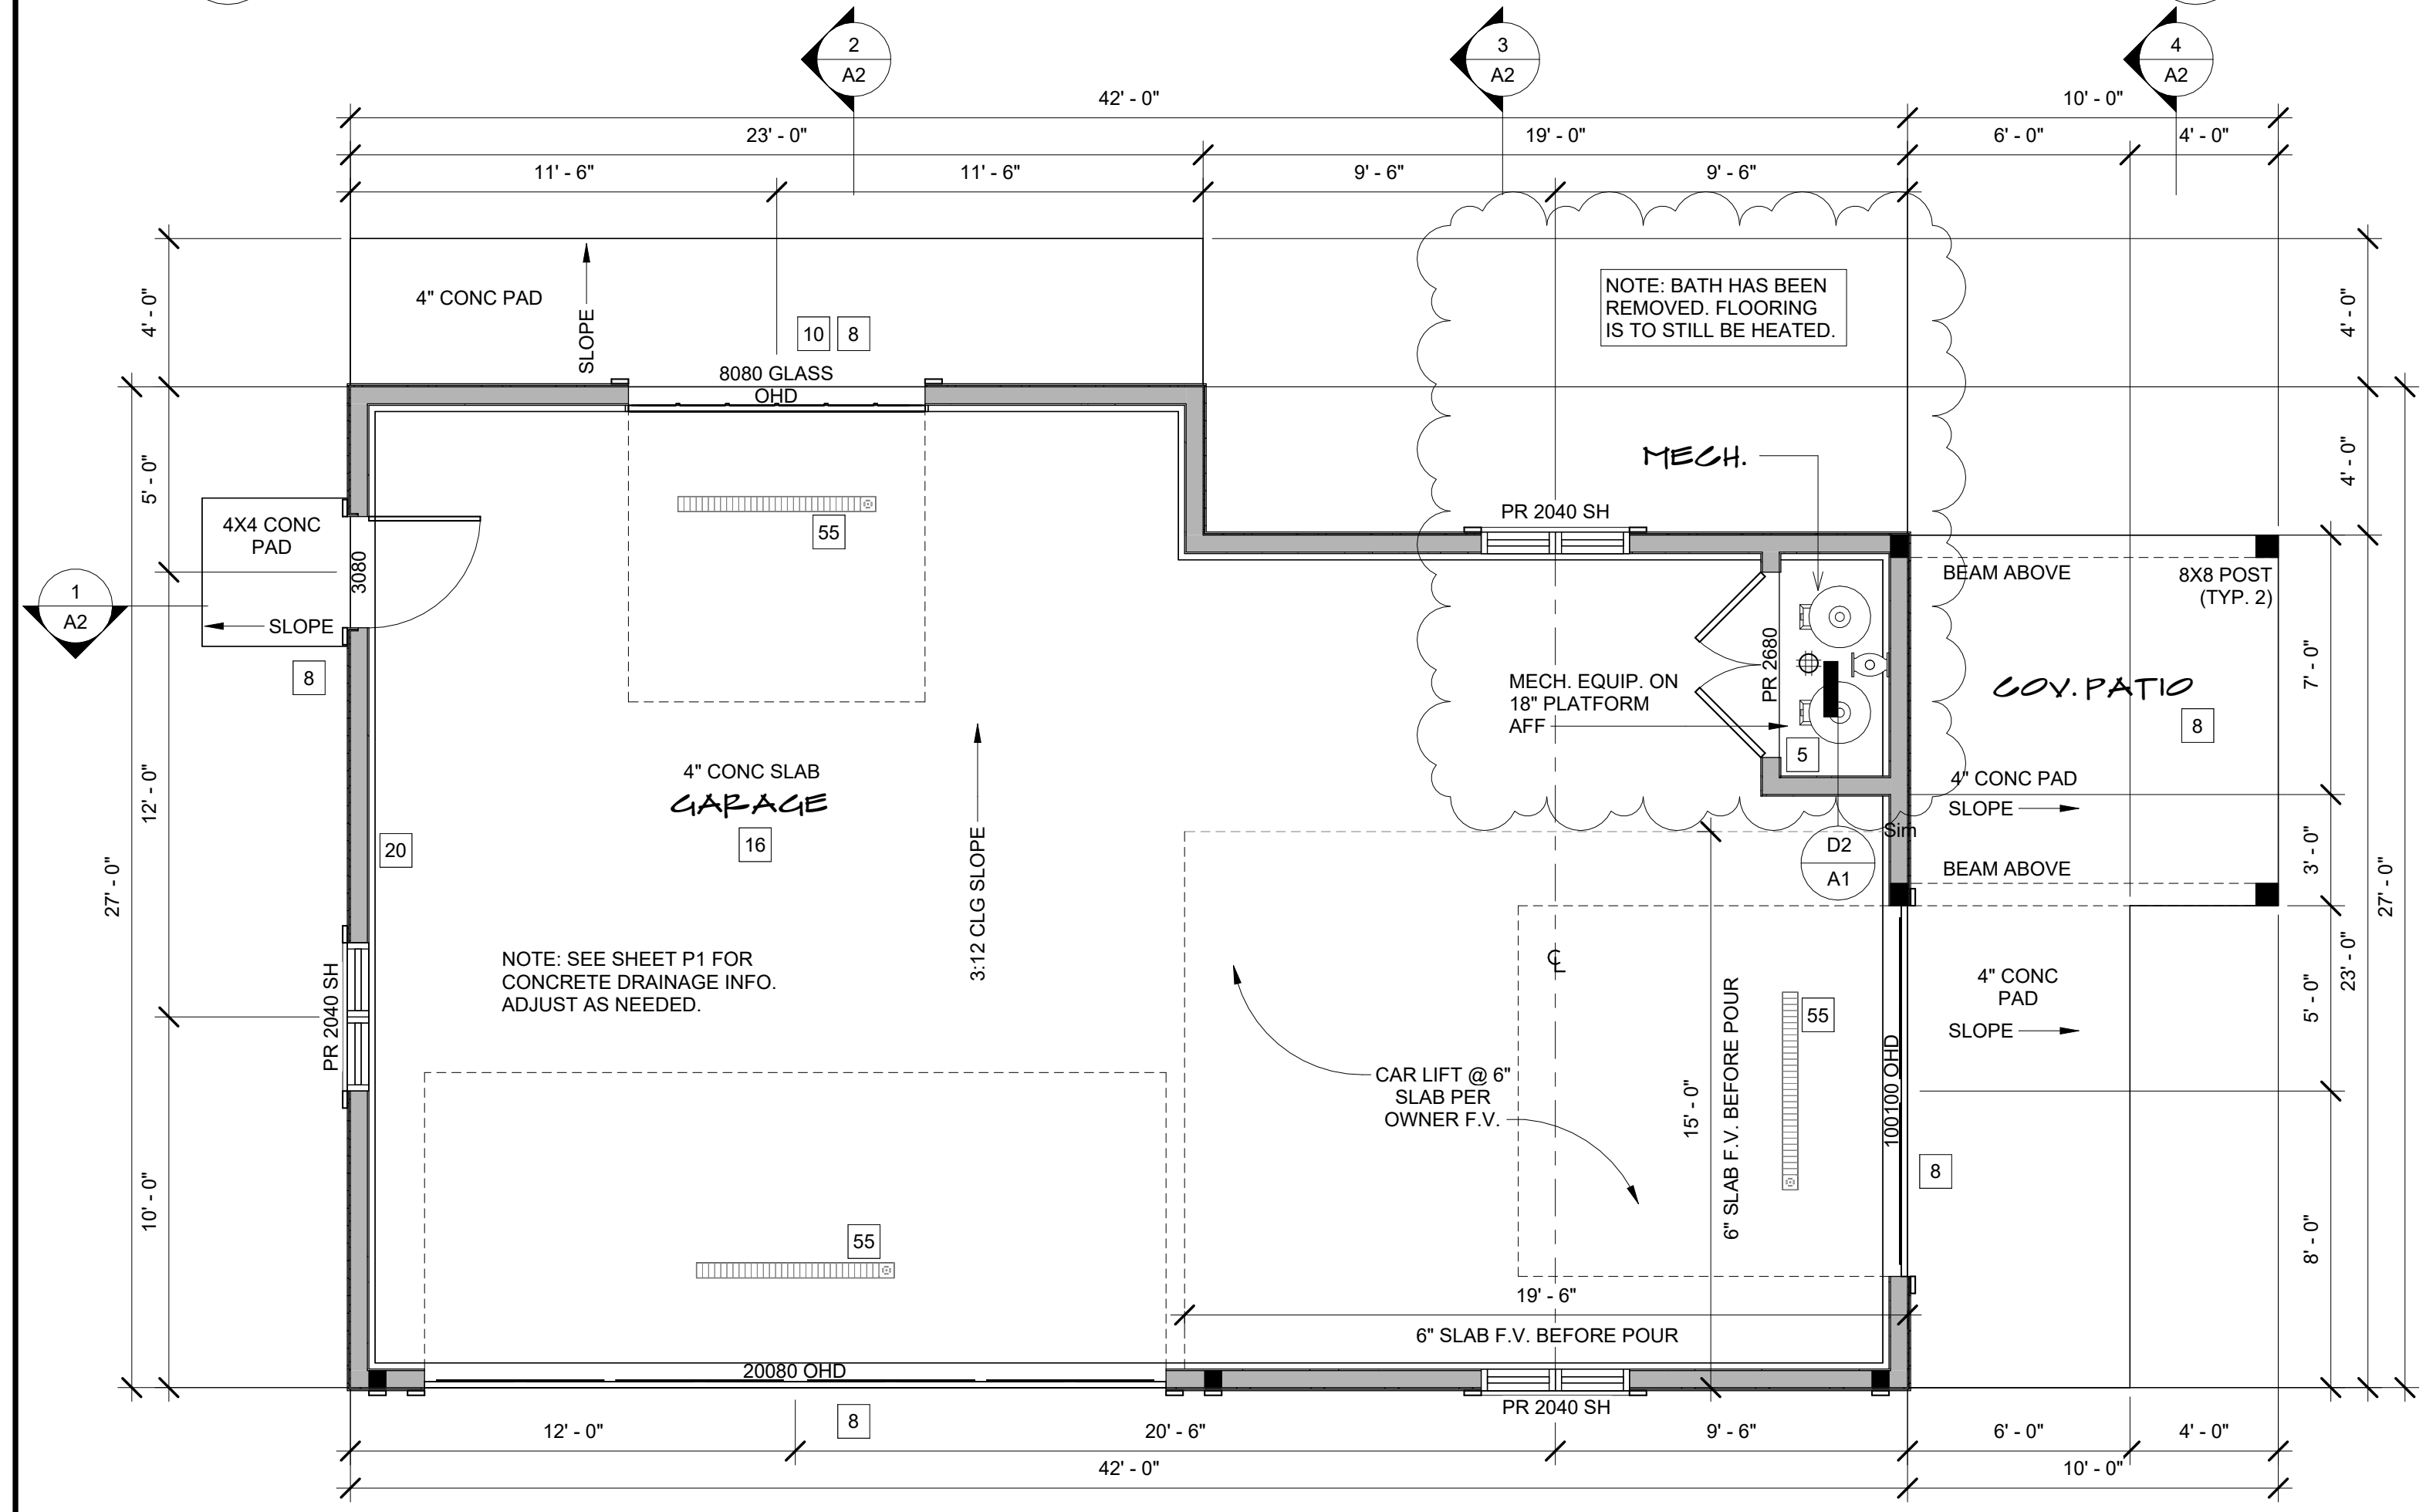 2
A2
3
A2
4
A2
42' - 0"
10' - 0"
23' - 0"
19' - 0"
6' - 0"
4' - 0"
11' - 6"
11' - 6"
9' - 6"
9' - 6"
4' - 0"
4" CONC PAD
SLOPE
10
8
8080 GLASS
OHD
NOTE: BATH HAS BEEN
REMOVED. FLOORING
IS TO STILL BE HEATED.
4' - 0"
MECH.
4' - 0"
5' - 0"
4X4 CONC
PAD
3080
SLOPE
8
1
A2
55
PR 2040 SH
BEAM ABOVE
8X8 POST
(TYP. 2)
PR 2680
MECH. EQUIP. ON
18" PLATFORM
AFF
5
COV. PATIO
8
7' - 0"
4" CONC PAD
SLOPE
12' - 0"
27' - 0"
4" CONC SLAB
GARAGE
16
20
3:12 CLG SLOPE
Sim
D2
A1
BEAM ABOVE
3' - 0"
27' - 0"
23' - 0"
NOTE: SEE SHEET P1 FOR
CONCRETE DRAINAGE INFO.
ADJUST AS NEEDED.
PR 2040 SH
CL
4" CONC
PAD
SLOPE
5' - 0"
55
100100 OHD
CAR LIFT @ 6"
SLAB PER
OWNER F.V.
15' - 0"
6" SLAB F.V. BEFORE POUR
8
8' - 0"
10' - 0"
55
19' - 6"
6" SLAB F.V. BEFORE POUR
20080 OHD
8
PR 2040 SH
12' - 0"
20' - 6"
9' - 6"
6' - 0"
4' - 0"
42' - 0"
10' - 0"